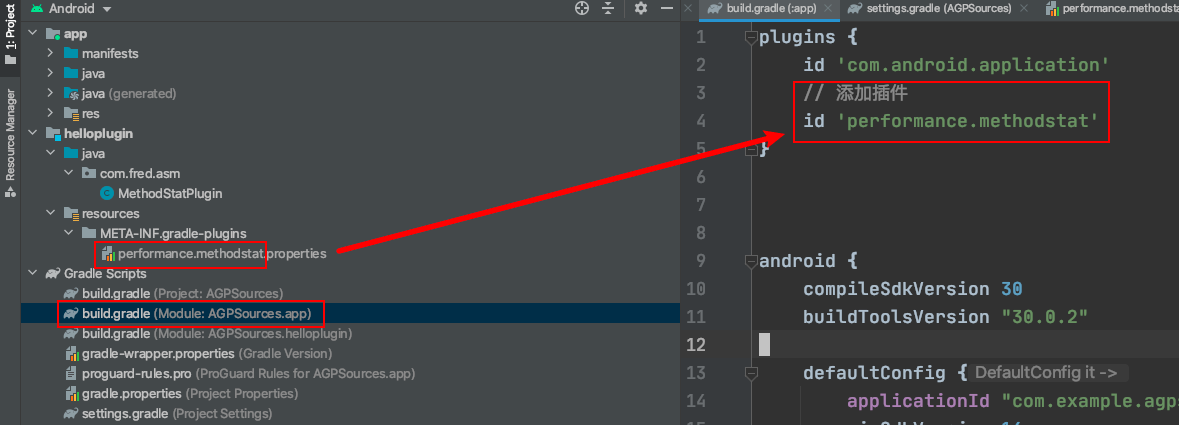 1: Project
Resource Manager
Android
app
manifests
java
java (generated)
res
helloplugin
java
com.fred.asm
MethodStatPlugin
resources
META-INF.gradle-plugins
performance.methodstat.properties
Gradle Scripts
build.gradle (Project: AGPSources)
build.gradle (Module: AGPSources.app)
build.gradle (Module: AGPSources.helloplugin)
gradle-wrapper.properties (Gradle Version)
proguard-rules.pro (ProGuard Rules for AGPSources.app)
gradle.properties (Project Properties)
settings.gradle (Project Settings)
build.gradle (:app)
settings.gradle (AGPSources)
performance.methodsta
1 plugins {
2 id 'com.android.application'
3 // 添加插件
4 id 'performance.methodstat'
5 }
6
7
8
9 android {
10 compileSdkVersion 30
11 buildToolsVersion "30.0.2"
12
13 defaultConfig { DefaultConfig it ->
14 applicationId "com.example.agps